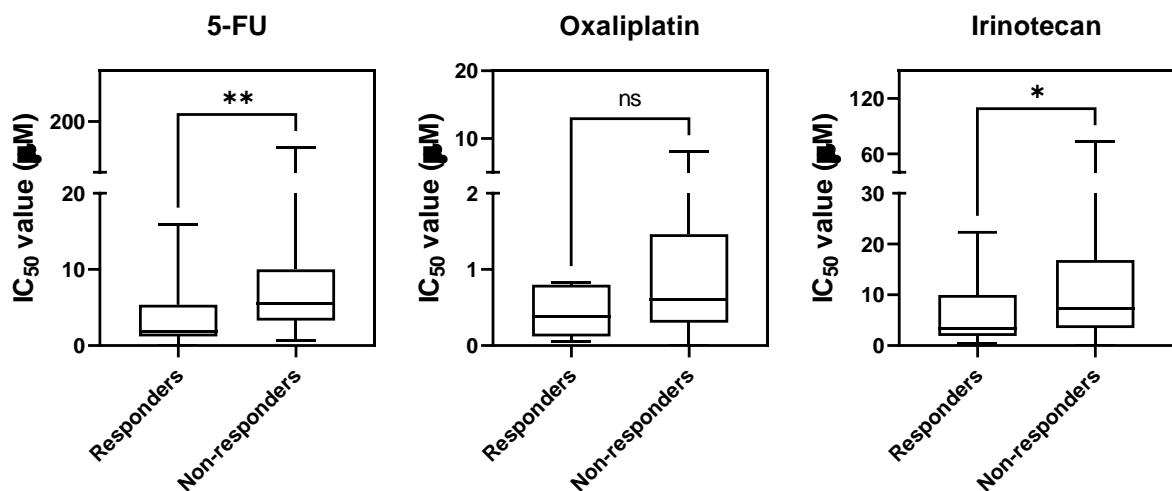 5-FU
IC₅₀ value (µM)
200
20
10
0
**
Responders
Non-responders
Oxaliplatin
IC₅₀ value (µM)
20
10
2
1
0
ns
Responders
Non-responders
Irinotecan
IC₅₀ value (µM)
120
60
30
20
10
0
*
Responders
Non-responders